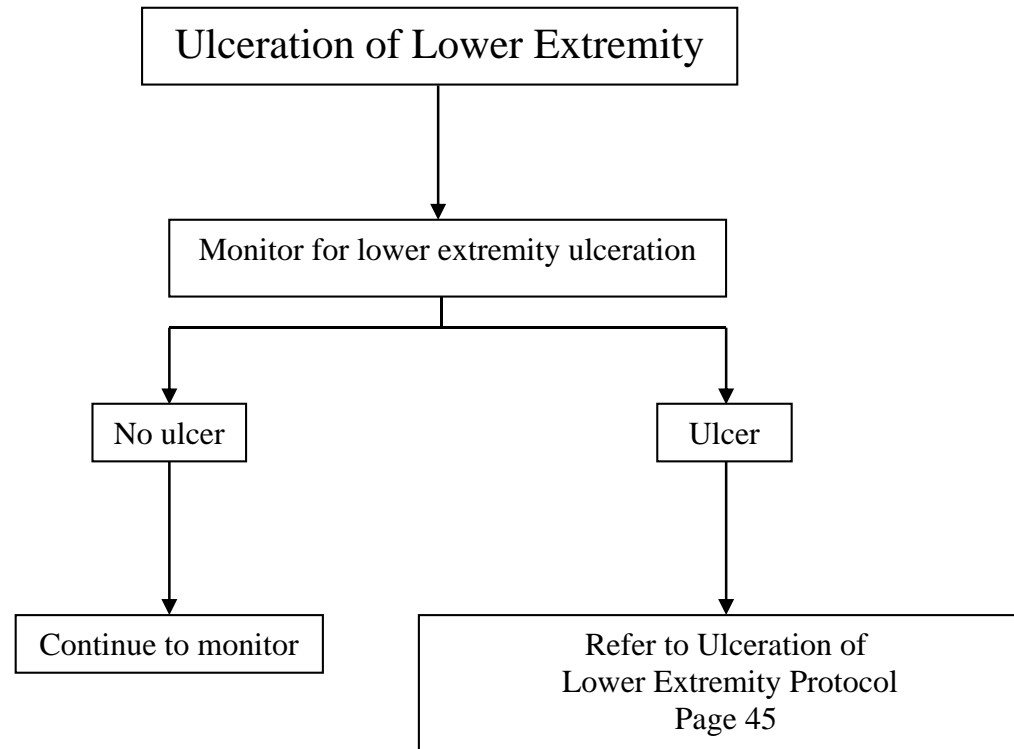 Ulceration of Lower Extremity
Monitor for lower extremity ulceration
No ulcer
Ulcer
Continue to monitor
Refer to Ulceration of
Lower Extremity Protocol
Page 45